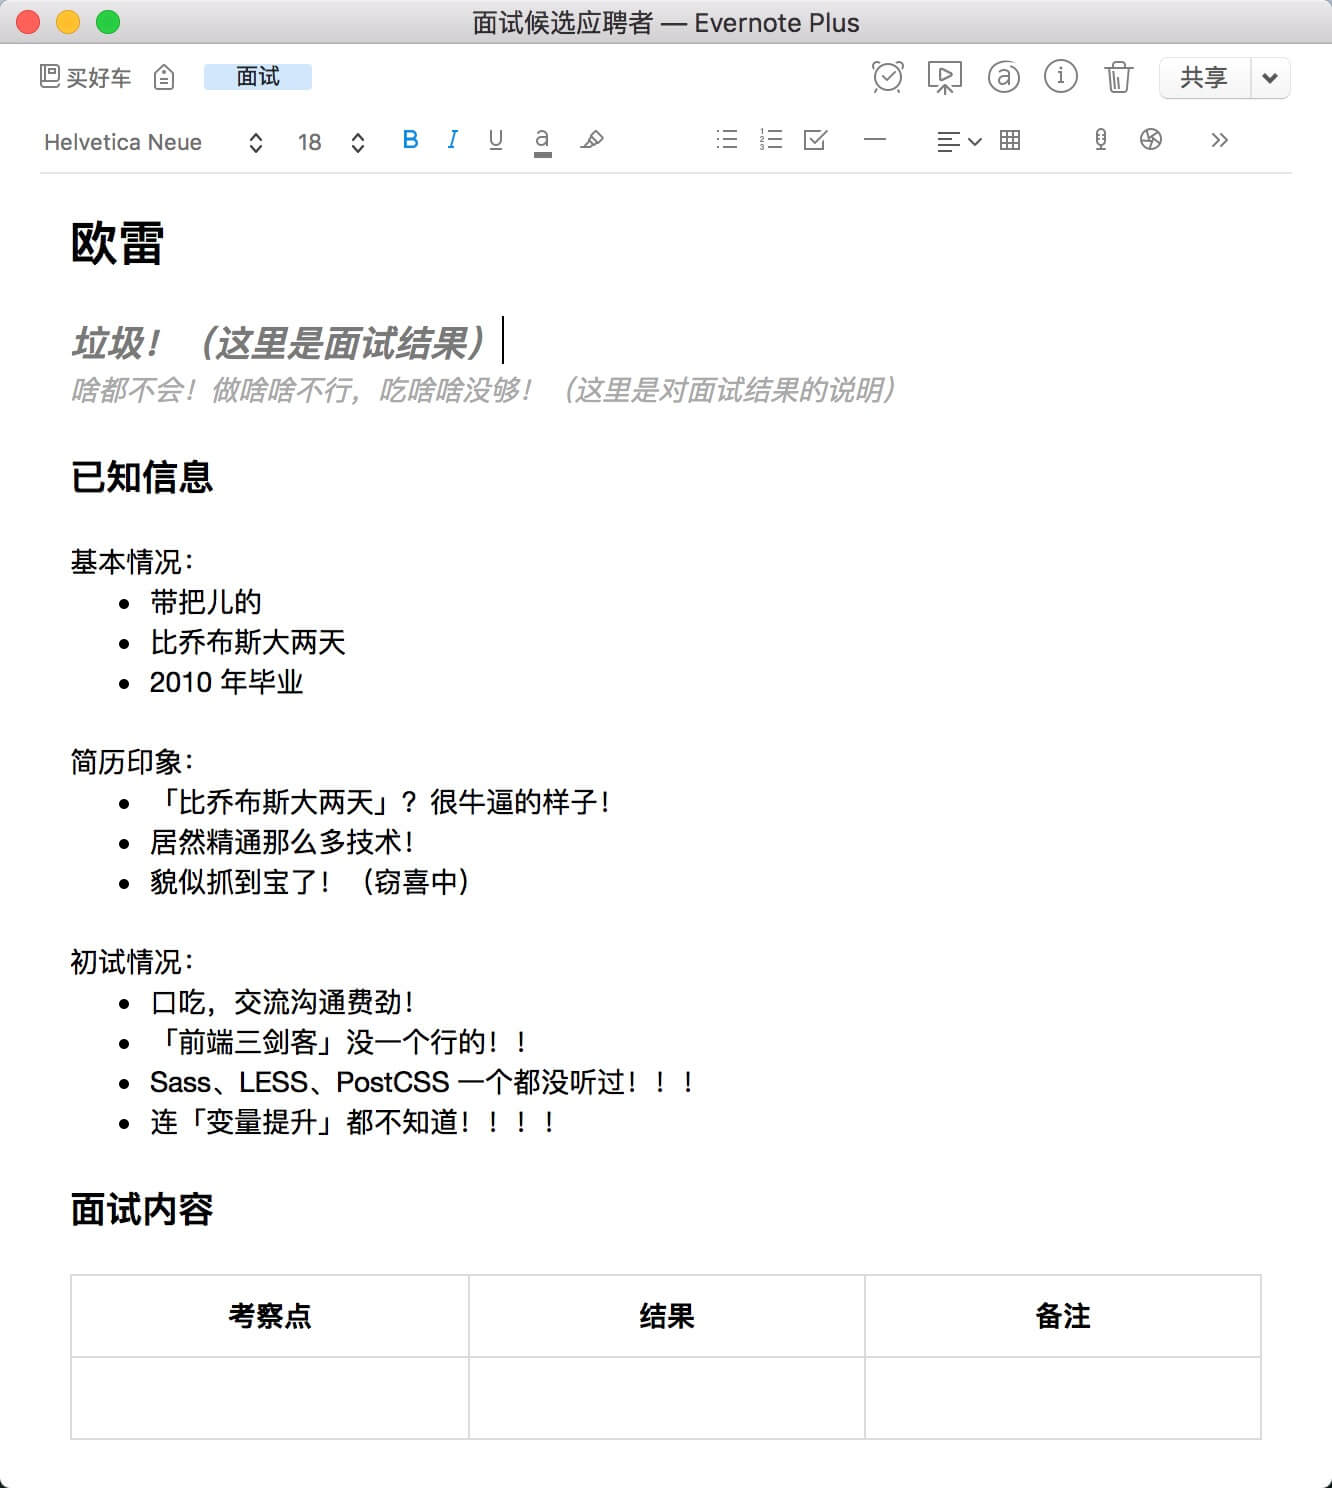 面试候选应聘者 — Evernote Plus
买好车 面试 共享
Helvetica Neue 18 B I U a
欧雷
垃圾！（这里是面试结果）
啥都不会！做啥啥不行，吃啥啥没够！（这里是对面试结果的说明）
已知信息
基本情况：
• 带把儿的
• 比乔布斯大两天
• 2010 年毕业
简历印象：
• 「比乔布斯大两天」？很牛逼的样子！
• 居然精通那么多技术！
• 貌似抓到宝了！（窃喜中）
初试情况：
• 口吃，交流沟通费劲！
• 「前端三剑客」没一个行的！！
• Sass、LESS、PostCSS 一个都没听过！！！
• 连「变量提升」都不知道！！！！
面试内容
考察点 结果 备注